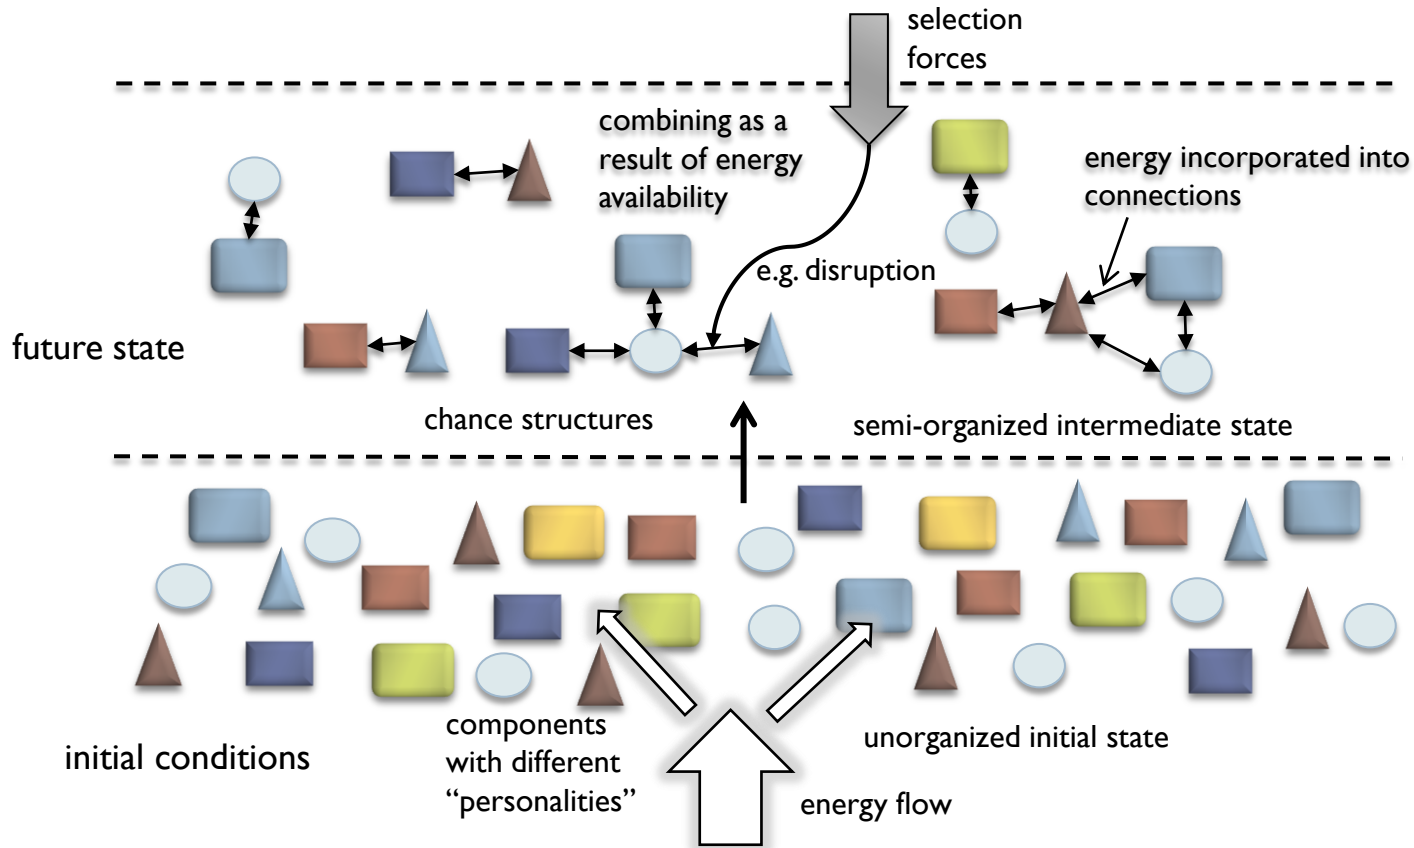 selection
forces
combining as a
result of energy
availability
energy incorporated into
connections
e.g. disruption
future state
chance structures
semi-organized intermediate state
components
with different
“personalities”
unorganized initial state
initial conditions
energy flow